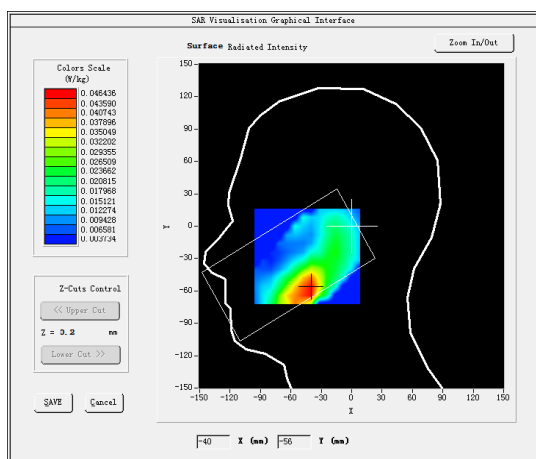 SAR Visualisation Graphical Interface
Surface Radiated Intensity
Zoom In/Out
Colors Scale
(W/kg)
0.046436
0.043590
0.040743
0.037896
0.035049
0.032202
0.029355
0.026509
0.023662
0.020815
0.017968
0.015121
0.012274
0.009428
0.006581
0.003734
150
120
90
60
30
0
-30
-60
-90
-120
-150
Y
-150 -120 -90 -60 -30 0 30 60 90 120 150
X
Z-Cuts Control
<< Upper Cut
Z = 3.2 mm
Lower Cut >>
SAVE Cancel
-40 X (mm) -56 Y (mm)